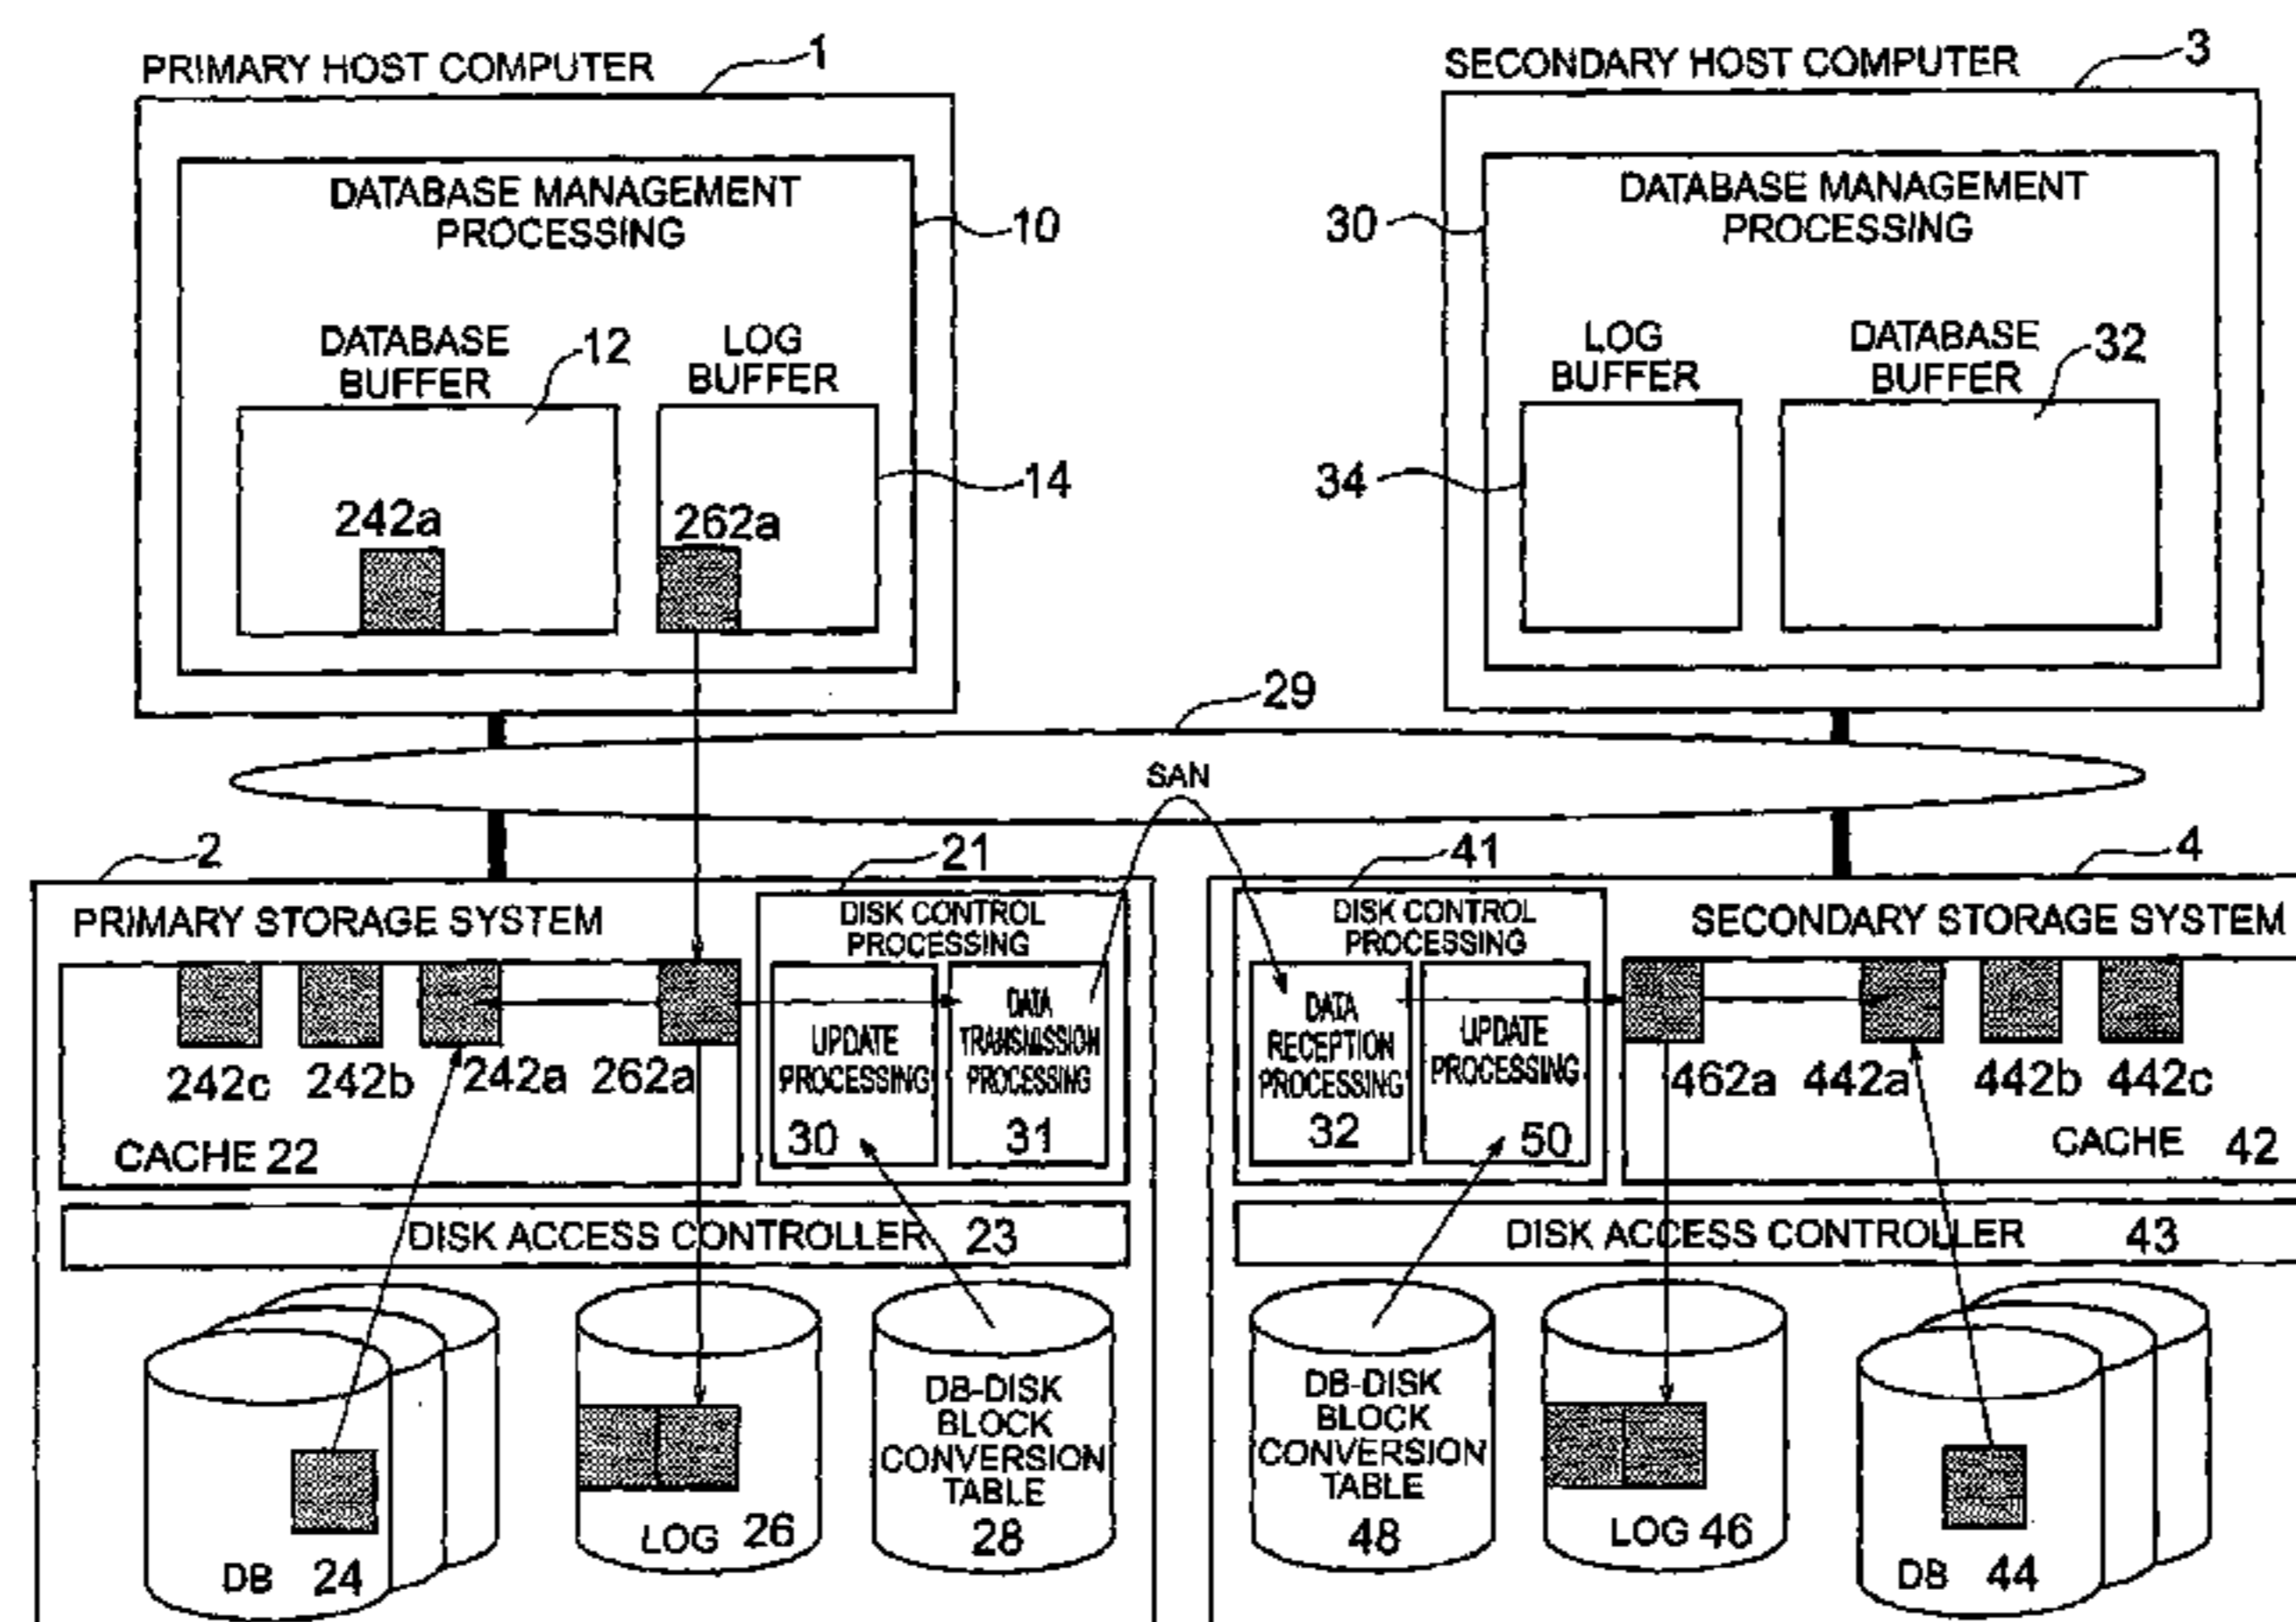 PRIMARY HOST COMPUTER
1
SECONDARY HOST COMPUTER
3
DATABASE MANAGEMENT
PROCESSING
10
30
DATABASE MANAGEMENT
PROCESSING
DATABASE
BUFFER
12
LOG
BUFFER
14
242a
262a
LOG
BUFFER
34
DATABASE
BUFFER
32
29
SAN
2
21
41
4
PRIMARY STORAGE SYSTEM
DISK CONTROL
PROCESSING
DISK CONTROL
PROCESSING
SECONDARY STORAGE SYSTEM
242c
242b
242a
262a
CACHE 22
UPDATE
PROCESSING
30
DATA
TRANSMISSION
PROCESSING
31
DATA
RECEPTION
PROCESSING
32
UPDATE
PROCESSING
50
462a
442a
442b
442c
CACHE 42
DISK ACCESS CONTROLLER 23
DISK ACCESS CONTROLLER 43
DB 24
LOG 26
DB-DISK
BLOCK
CONVERSION
TABLE
28
DB-DISK
BLOCK
CONVERSION
TABLE
48
LOG 46
DB 44